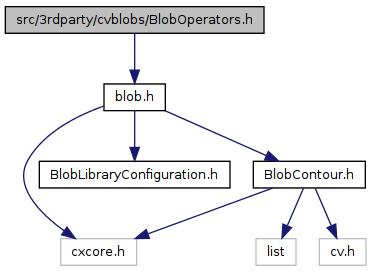 src/3rdparty/cvblobs/BlobOperators.h
blob.h
BlobLibraryConfiguration.h
BlobContour.h
cxcore.h
list
cv.h